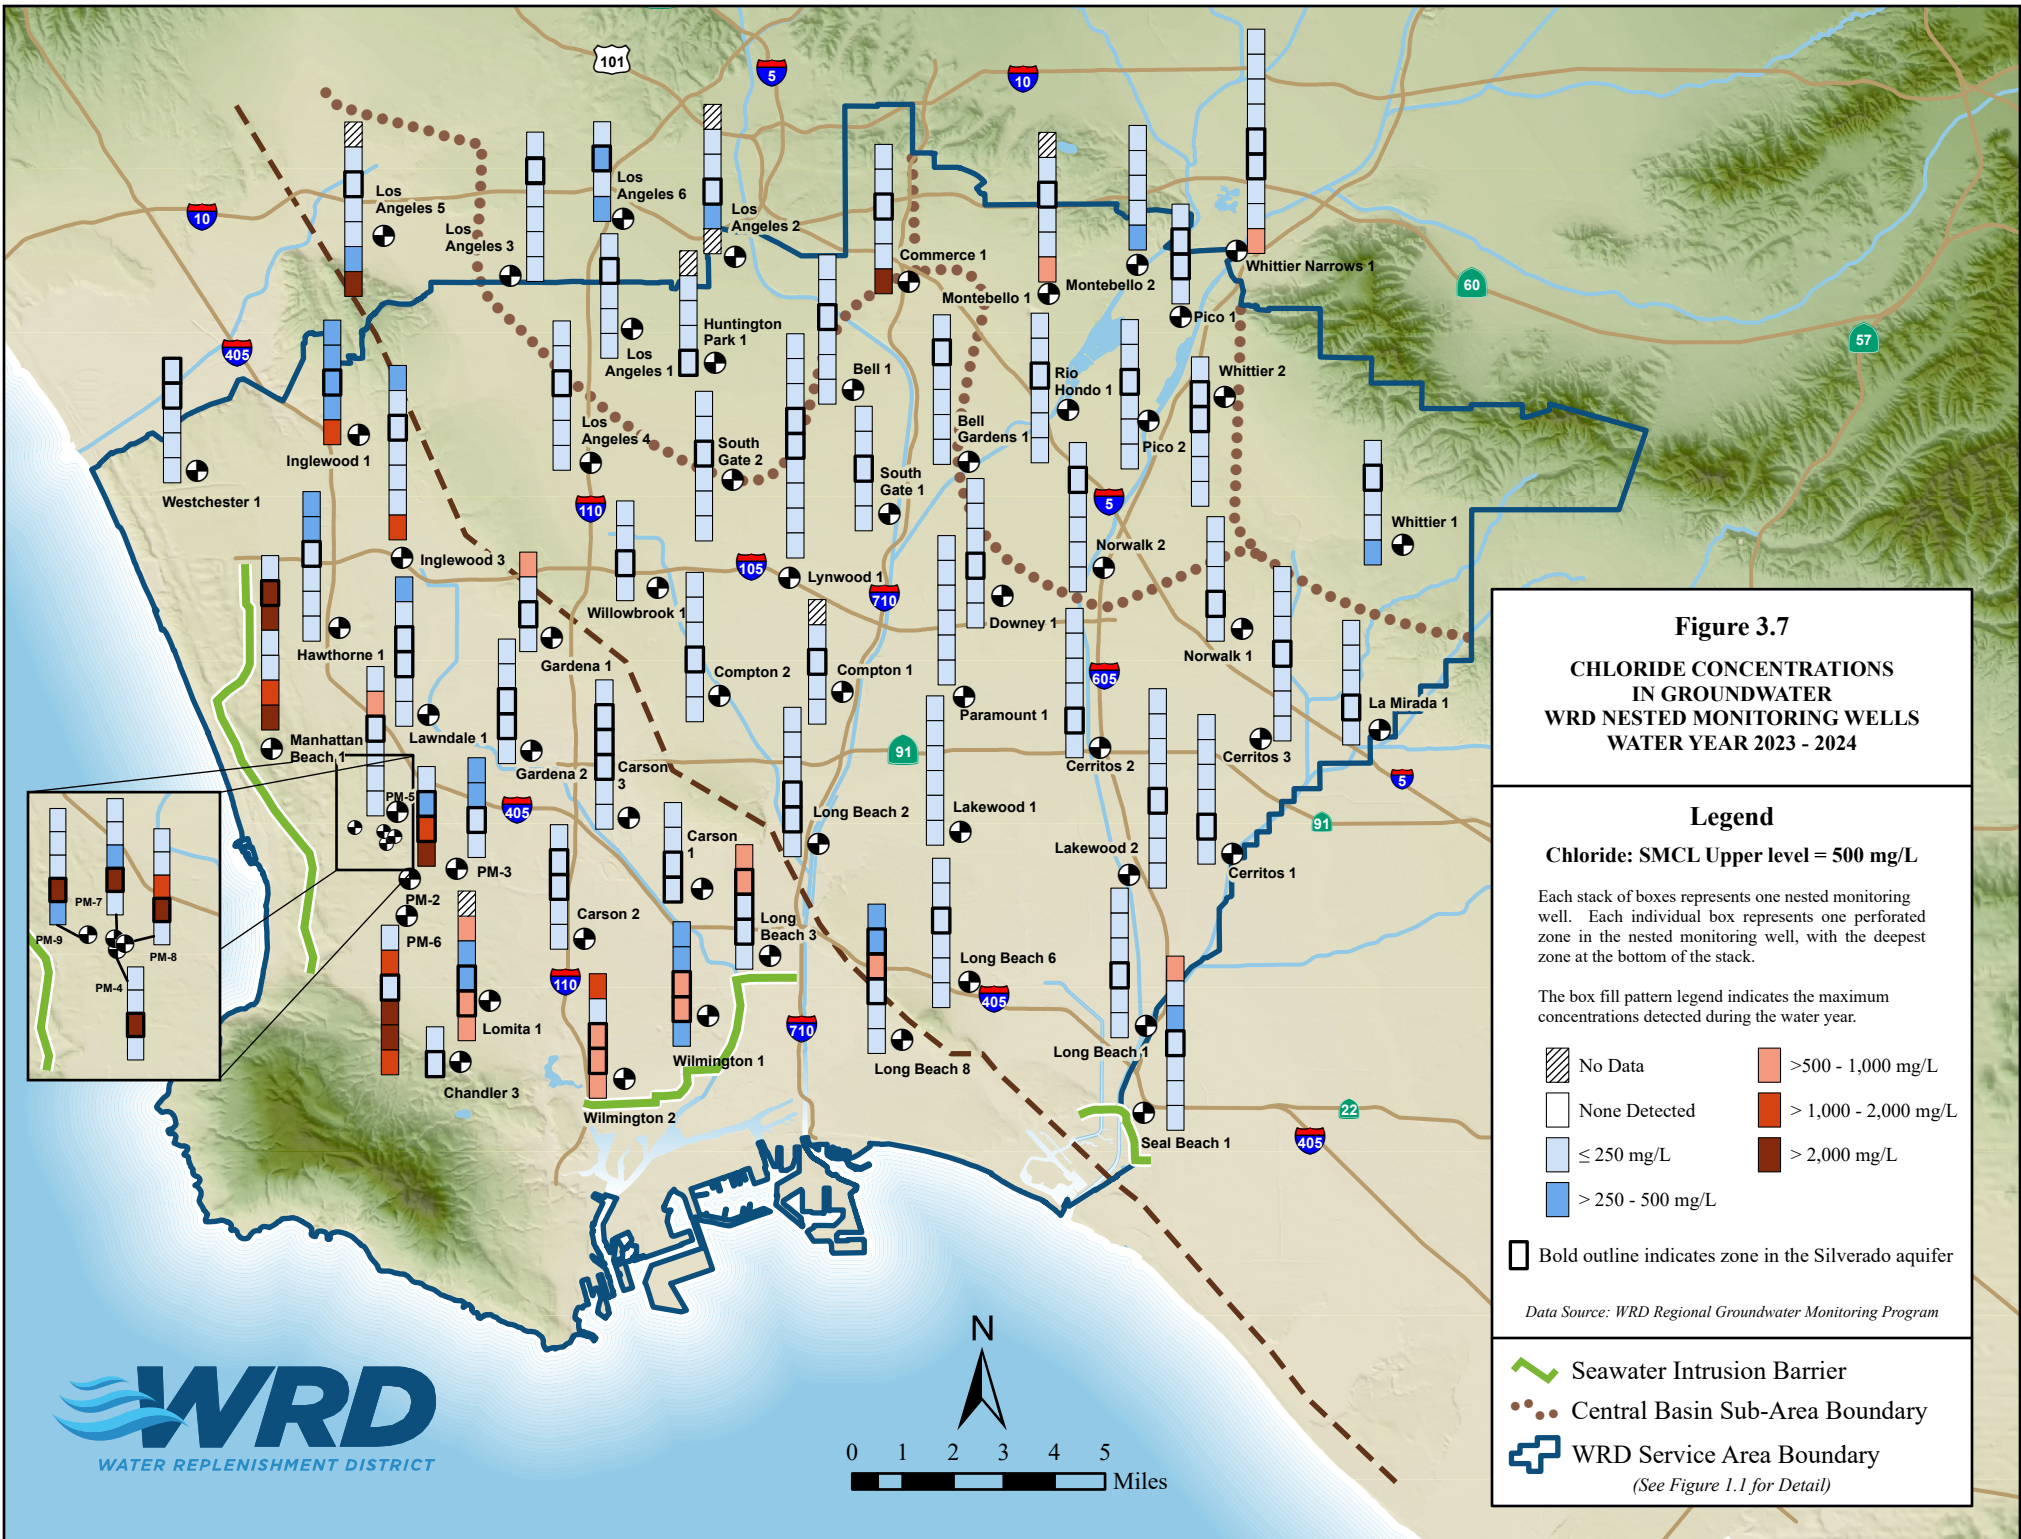 101
5
10
10
Los
Angeles 5
Los
Angeles 6
Los
Angeles 3
Los
Angeles 2
Commerce 1
Montebello 1
Montebello 2
Whittier Narrows 1
Pico 1
60
57
405
Los
Angeles 1
Huntington
Park 1
Bell 1
Rio
Hondo 1
Whittier 2
Westchester 1
Inglewood 1
Los
Angeles 4
South
Gate 2
South
Gate 1
Bell
Gardens 1
Pico 2
Whittier 1
110
5
Inglewood 3
105
Lynwood 1
710
Norwalk 2
Willowbrook 1
Downey 1
Hawthorne 1
Gardena 1
Compton 2
Compton 1
Norwalk 1
605
Paramount 1
La Mirada 1
Manhattan
Beach 1
Lawndale 1
Gardena 2
Carson
3
91
Cerritos 2
Cerritos 3
5
PM-5
405
Long Beach 2
Lakewood 1
91
PM-3
Carson
1
Lakewood 2
Cerritos 1
PM-2
PM-7
PM-9
PM-8
PM-4
PM-6
Carson 2
Long
Beach 3
Long Beach 6
405
110
Lomita 1
Wilmington 1
710
Long Beach 8
Long Beach 1
Chandler 3
Wilmington 2
Seal Beach 1
22
405
Figure 3.7
CHLORIDE CONCENTRATIONS
IN GROUNDWATER
WRD NESTED MONITORING WELLS
WATER YEAR 2023 - 2024
Legend
Chloride: SMCL Upper level = 500 mg/L
Each stack of boxes represents one nested monitoring
well. Each individual box represents one perforated
zone in the nested monitoring well, with the deepest
zone at the bottom of the stack.
The box fill pattern legend indicates the maximum
concentrations detected during the water year.
No Data
>500 - 1,000 mg/L
None Detected
> 1,000 - 2,000 mg/L
≤ 250 mg/L
> 2,000 mg/L
> 250 - 500 mg/L
Bold outline indicates zone in the Silverado aquifer
Data Source: WRD Regional Groundwater Monitoring Program
Seawater Intrusion Barrier
Central Basin Sub-Area Boundary
WRD Service Area Boundary
(See Figure 1.1 for Detail)
N
0 1 2 3 4 5
Miles
WRD
WATER REPLENISHMENT DISTRICT